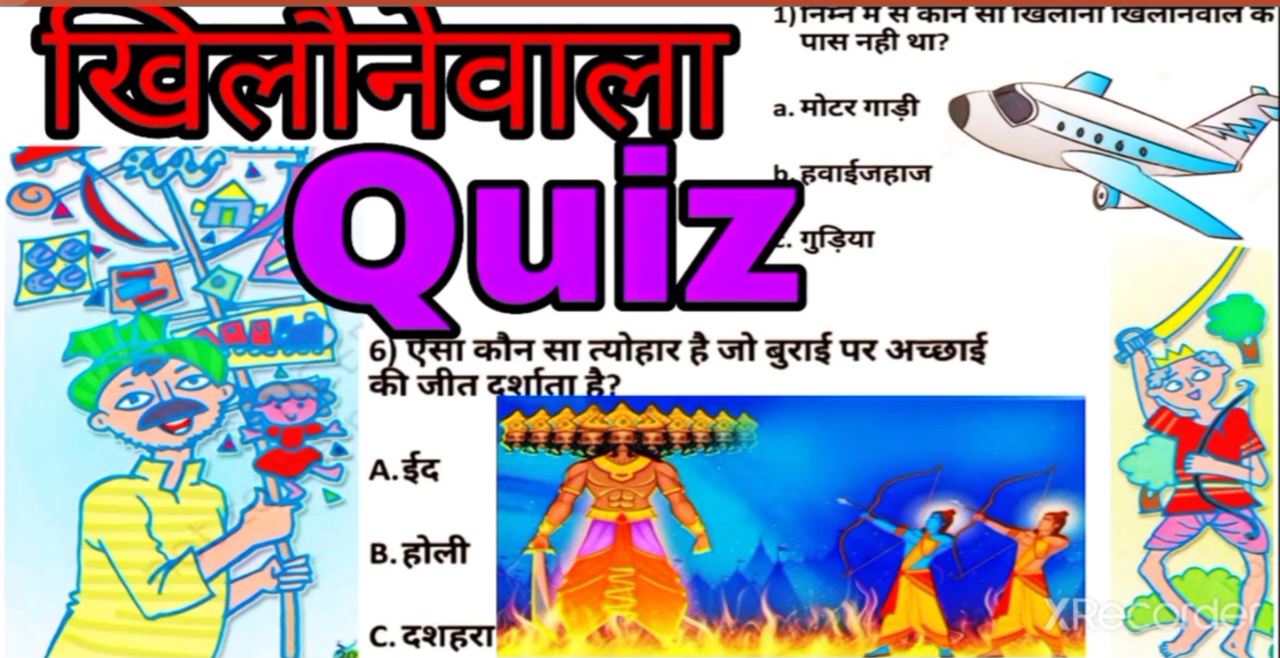 खिलौनेवाला
Quiz
1) निम्न में से कौन सा खिलौना खिलौनेवाले के
पास नही था?
a. मोटर गाड़ी
b. हवाईजहाज
c. गुड़िया
6) ऐसा कौन सा त्योहार है जो बुराई पर अच्छाई
की जीत दर्शाता है?
A. ईद
B. होली
C. दशहरा
XRecorder